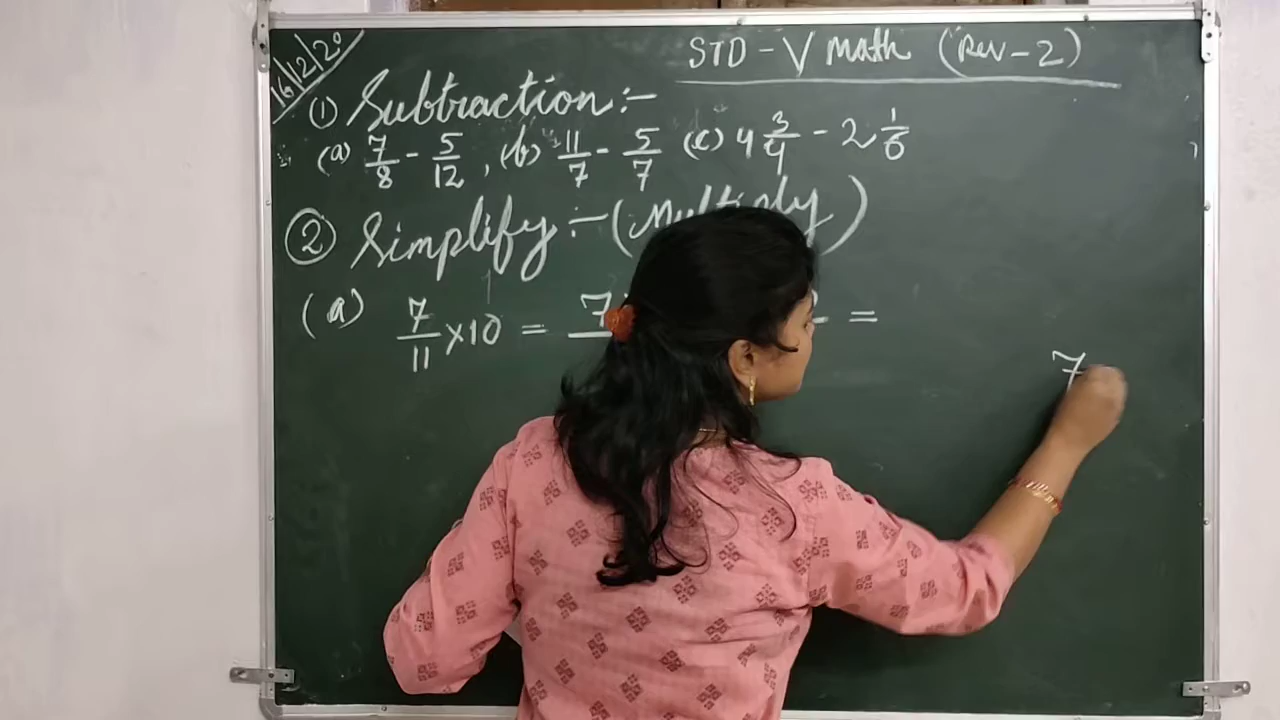 16/12/20
STD - V Math (Rev-2)
① Subtraction:-
(a) 7/8 - 5/12, (b) 11/7 - 5/7 (c) 4 3/4 - 2 1/6
② Simplify:- (Multiply)
(a) 7/11 x 10 = 7 =
7